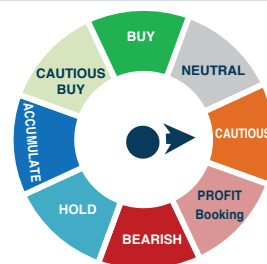 BUY
NEUTRAL
CAUTIOUS
PROFIT
Booking
BEARISH
HOLD
ACCUMULATE
CAUTIOUS
BUY